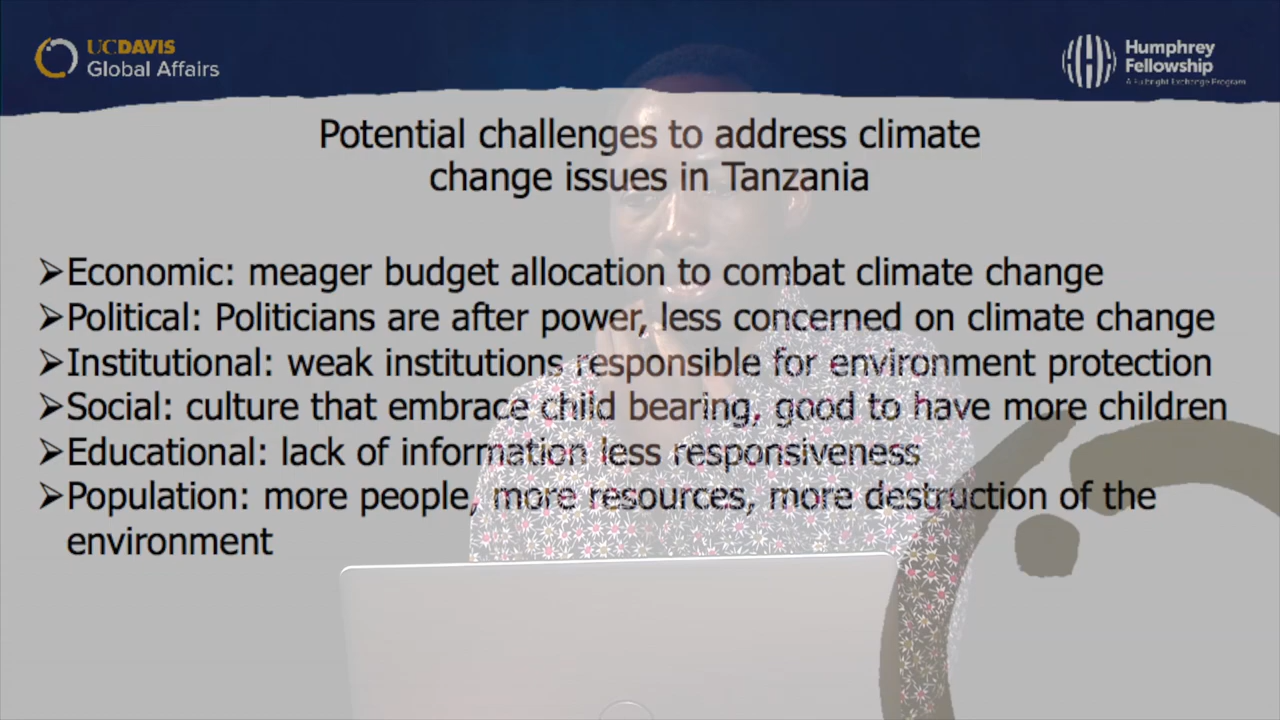 UCDAVIS
Global Affairs
Humphrey
Fellowship
A Fulbright Exchange Program
Potential challenges to address climate
change issues in Tanzania
➢Economic: meager budget allocation to combat climate change
➢Political: Politicians are after power, less concerned on climate change
➢Institutional: weak institutions responsible for environment protection
➢Social: culture that embrace child bearing, good to have more children
➢Educational: lack of information less responsiveness
➢Population: more people, more resources, more destruction of the
environment